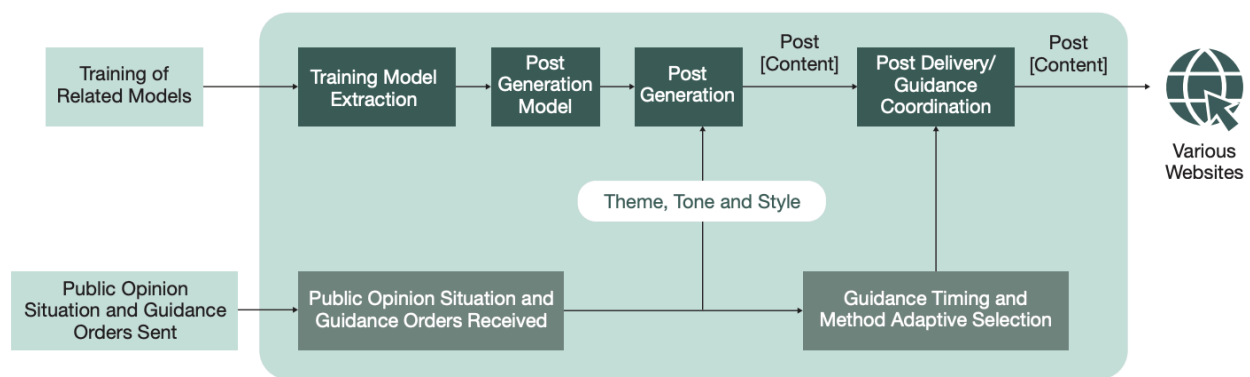 Training of
Related Models
Training Model
Extraction
Post
Generation
Model
Post
Generation
Post
[Content]
Post Delivery/
Guidance
Coordination
Post
[Content]
Various
Websites
Theme, Tone and Style
Public Opinion
Situation and Guidance
Orders Sent
Public Opinion Situation and
Guidance Orders Received
Guidance Timing and
Method Adaptive Selection